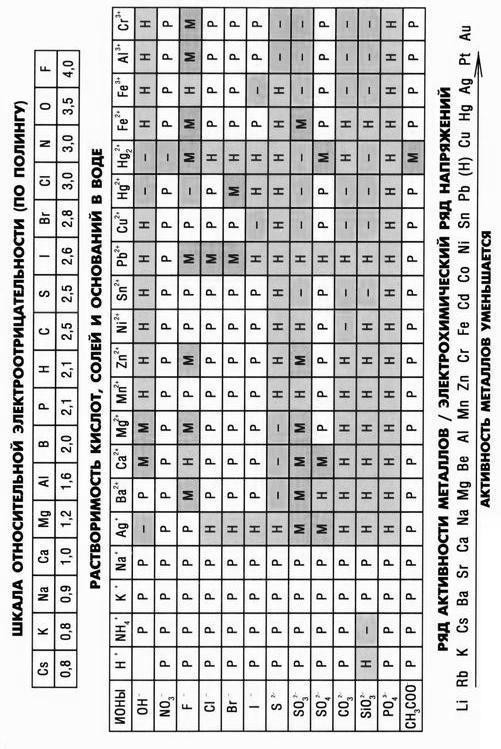 ШКАЛА ОТНОСИТЕЛЬНОЙ ЭЛЕКТРООТРИЦАТЕЛЬНОСТИ (ПО ПОЛИНГУ)
Cs K Na Ca Mg Al B P H C S I Br Cl N O F
0,8 0,8 0,9 1,0 1,2 1,6 2,0 2,1 2,1 2,5 2,5 2,6 2,8 3,0 3,0 3,5 4,0
РАСТВОРИМОСТЬ КИСЛОТ, СОЛЕЙ И ОСНОВАНИЙ В ВОДЕ
ИОНЫ H⁺ NH₄⁺ K⁺ Na⁺ Ag⁺ Ba²⁺ Ca²⁺ Mg²⁺ Mn²⁺ Zn²⁺ Ni²⁺ Sn²⁺ Pb²⁺ Cu²⁺ Hg²⁺ Hg₂²⁺ Fe²⁺ Fe³⁺ Al³⁺ Cr³⁺
OH⁻ Р Р Р – Р М М Н Н Н Н Н Н – – Н Н Н Н
NO₃⁻ Р Р Р Р Р Р Р Р Р Р Р Р Р Р Р – Р Р Р Р
F⁻ Р Р Р Р Р М Н М Р М Р Р М Н – М М Н М М
Cl⁻ Р Р Р Р Н Р Р Р Р Р Р Р М Р Р Н Р Р Р Р
Br⁻ Р Р Р Р Н Р Р Р Р Р Р Р М Р М Н Р Р Р Р
I⁻ Р Р Р Р Н Р Р Р Р Р Р Р Н – Н Н Р – Р Р
S²⁻ Р Р Р Р Н – – – Н Н Н Н Н Н Н Н Н Н – –
SO₃²⁻ Р Р Р Р М Н Н М Н М Н – Н – – – М – – –
SO₄²⁻ Р Р Р Р М Н М Р Р Р Р Р Н Р Р М Р Р Р Р
CO₃²⁻ Р Р Р Р Н Н Н Н Н Н – – Н – – Н Н – – –
SiO₃²⁻ Н – Р Р Н Н Н Н Н Н Н – Н – – – Н – – –
PO₄³⁻ Р Р Р Р Н Н Н Н Н Н Н Н Н Н Н – Н Н Н Н
CH₃COO⁻ Р Р Р Р Р Р Р Р Р Р Р Р Р Р Р М Р Р Р Р
РЯД АКТИВНОСТИ МЕТАЛЛОВ / ЭЛЕКТРОХИМИЧЕСКИЙ РЯД НАПРЯЖЕНИЙ
Li Rb K Cs Ba Sr Ca Na Mg Be Al Mn Zn Cr Fe Cd Co Ni Sn Pb (H) Cu Hg Ag Pt Au
АКТИВНОСТЬ МЕТАЛЛОВ УМЕНЬШАЕТСЯ